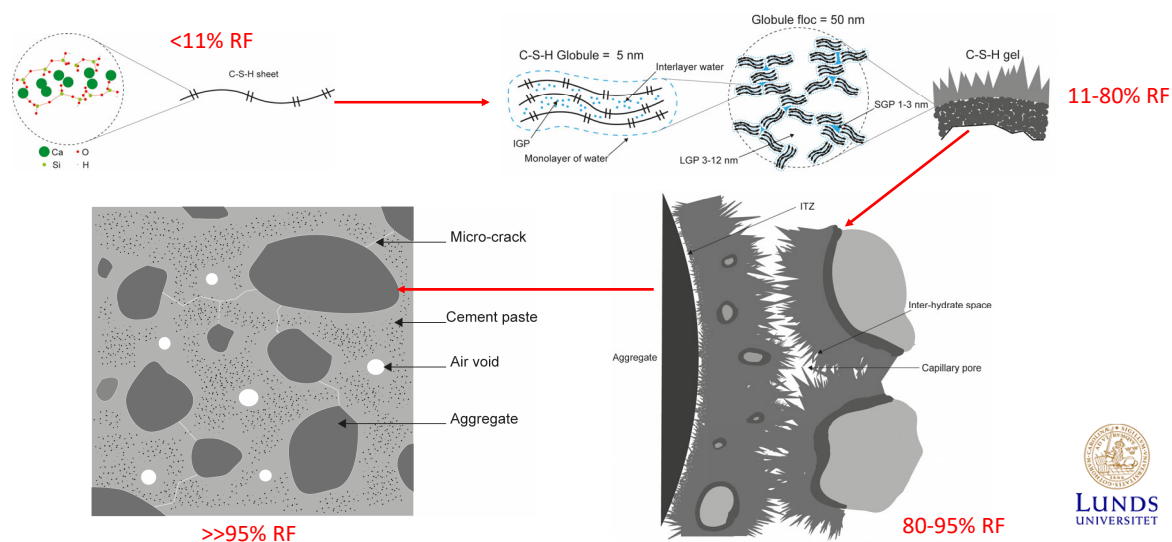 <11% RF
C-S-H sheet
Ca
O
Si
H
C-S-H Globule = 5 nm
Interlayer water
IGP
Monolayer of water
Globule floc = 50 nm
SGP 1-3 nm
LGP 3-12 nm
C-S-H gel
11-80% RF
Micro-crack
Cement paste
Air void
Aggregate
>>95% RF
ITZ
Aggregate
Inter-hydrate space
Capillary pore
80-95% RF
LUNDS
UNIVERSITET